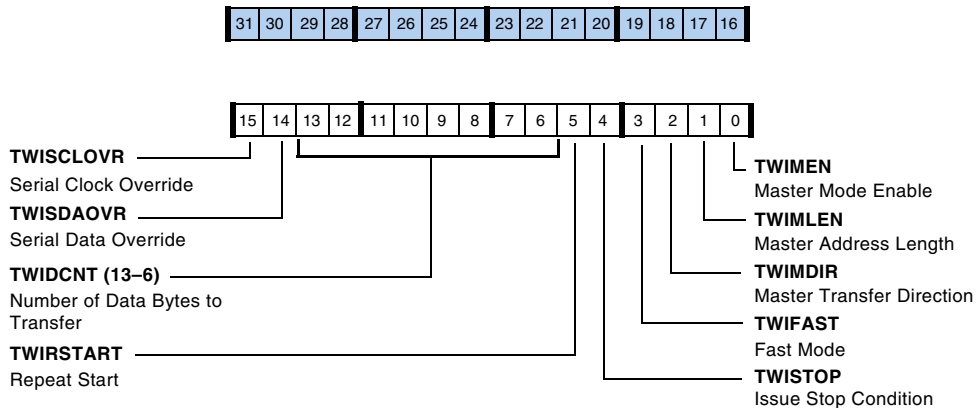 31 30 29 28 27 26 25 24 23 22 21 20 19 18 17 16
15 14 13 12 11 10 9 8 7 6 5 4 3 2 1 0
TWISCLOVR
Serial Clock Override
TWISDAOVR
Serial Data Override
TWIDCNT (13–6)
Number of Data Bytes to
Transfer
TWIRSTART
Repeat Start
TWIMEN
Master Mode Enable
TWIMLEN
Master Address Length
TWIMDIR
Master Transfer Direction
TWIFAST
Fast Mode
TWISTOP
Issue Stop Condition